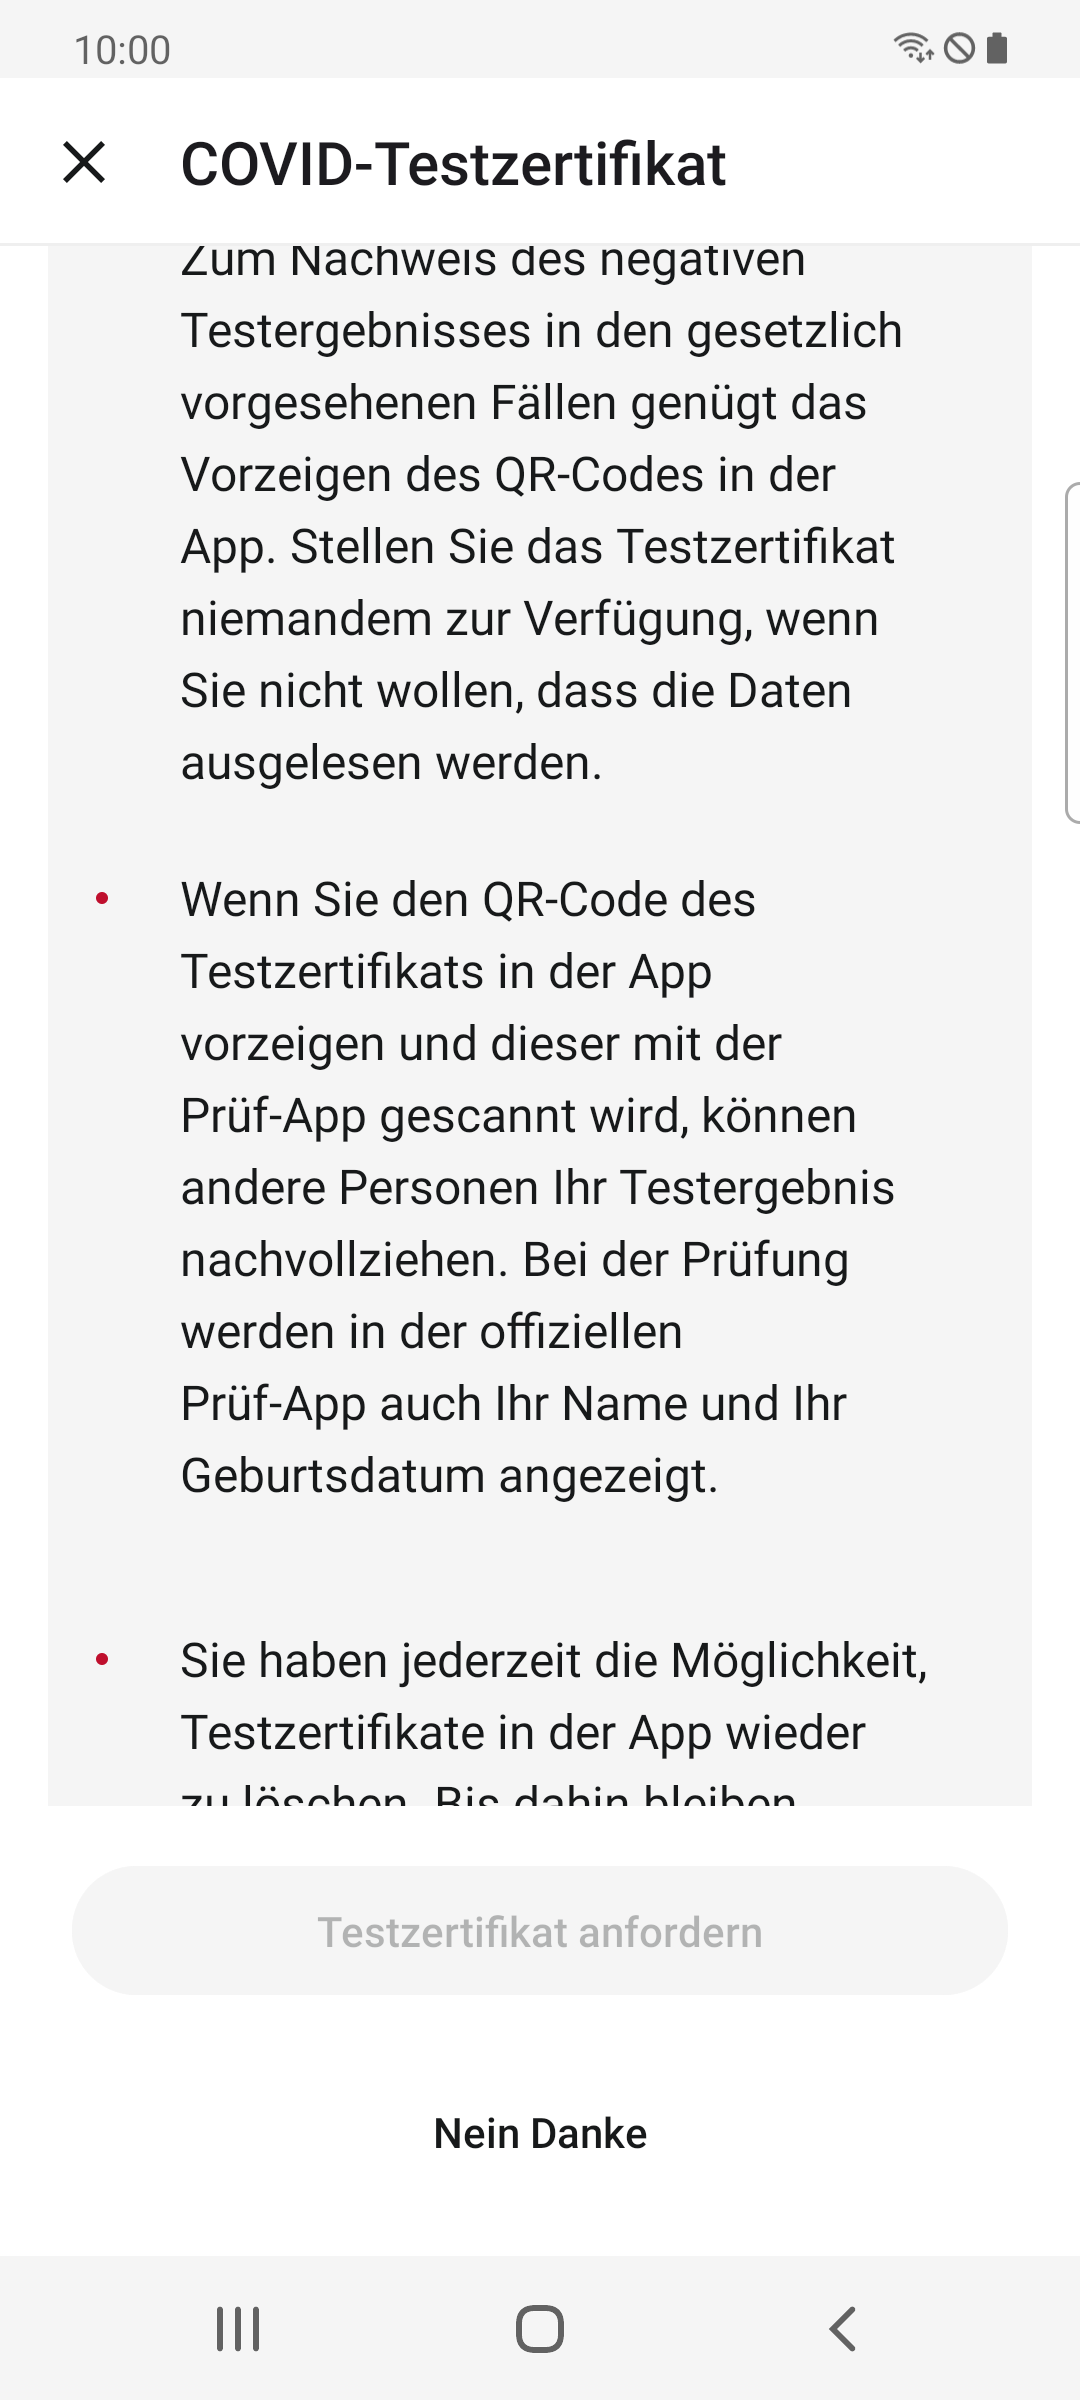 10:00
COVID-Testzertifikat
Zum Nachweis des negativen
Testergebnisses in den gesetzlich
vorgesehenen Fällen genügt das
Vorzeigen des QR-Codes in der
App. Stellen Sie das Testzertifikat
niemandem zur Verfügung, wenn
Sie nicht wollen, dass die Daten
ausgelesen werden.
• Wenn Sie den QR-Code des
Testzertifikats in der App
vorzeigen und dieser mit der
Prüf-App gescannt wird, können
andere Personen Ihr Testergebnis
nachvollziehen. Bei der Prüfung
werden in der offiziellen
Prüf-App auch Ihr Name und Ihr
Geburtsdatum angezeigt.
• Sie haben jederzeit die Möglichkeit,
Testzertifikate in der App wieder
zu löschen. Bis dahin bleiben
Testzertifikat anfordern
Nein Danke